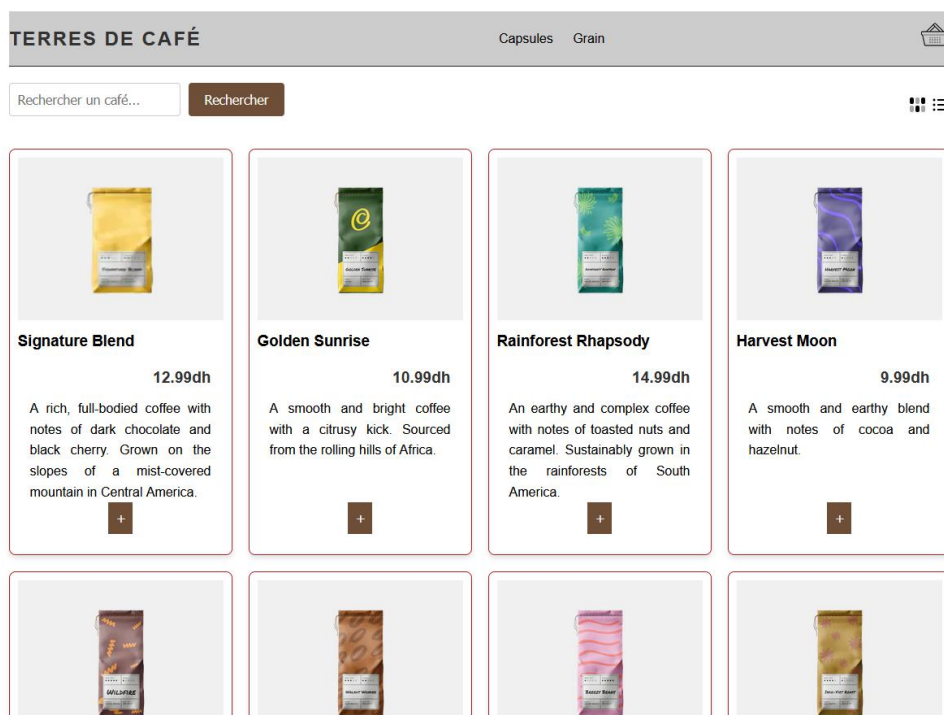 TERRES DE CAFÉ
Capsules Grain
Rechercher un café... Rechercher
Signature Blend
12.99dh
A rich, full-bodied coffee with
notes of dark chocolate and
black cherry. Grown on the
slopes of a mist-covered
mountain in Central America.
+
Golden Sunrise
10.99dh
A smooth and bright coffee
with a citrusy kick. Sourced
from the rolling hills of Africa.
+
Rainforest Rhapsody
14.99dh
An earthy and complex coffee
with notes of toasted nuts and
caramel. Sustainably grown in
the rainforests of South
America.
+
Harvest Moon
9.99dh
A smooth and earthy blend
with notes of cocoa and
hazelnut.
+
WILDFIRE